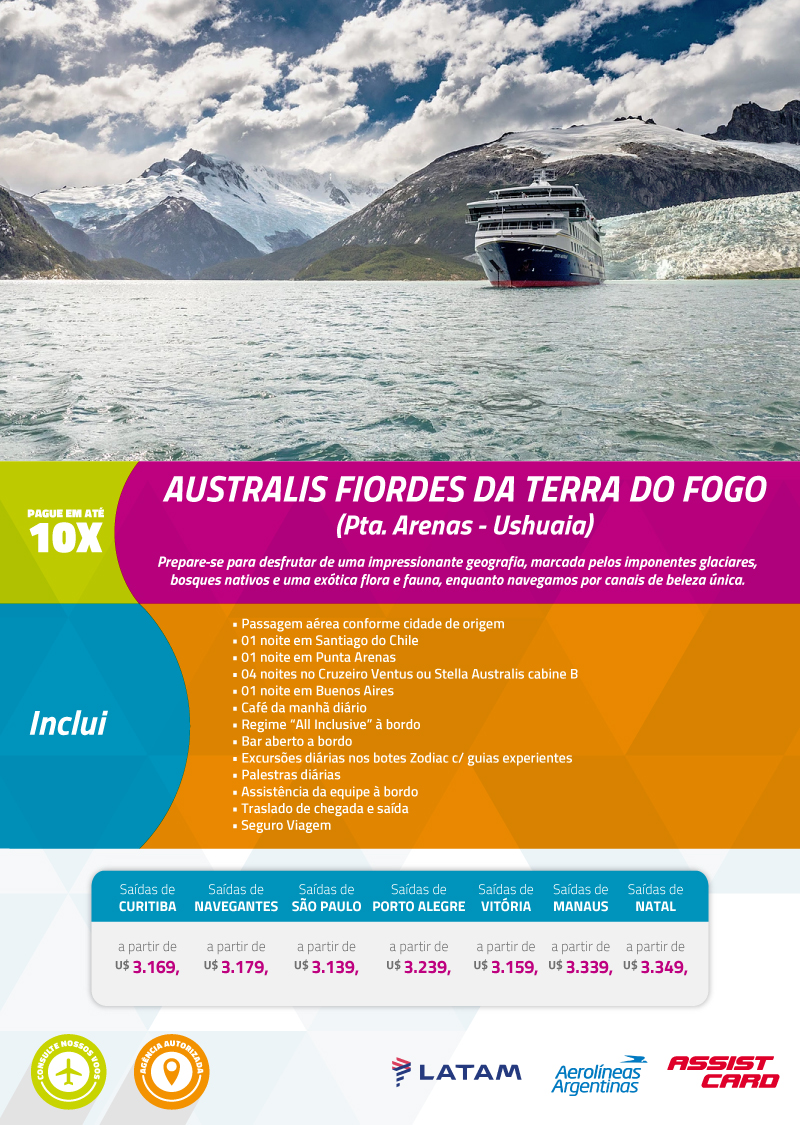 PAGUE EM ATÉ
10X
AUSTRALIS FIORDES DA TERRA DO FOGO
(Pta. Arenas - Ushuaia)
Prepare-se para desfrutar de uma impressionante geografia, marcada pelos imponentes glaciares,
bosques nativos e uma exótica flora e fauna, enquanto navegamos por canais de beleza única.
Inclui
• Passagem aérea conforme cidade de origem
• 01 noite em Santiago do Chile
• 01 noite em Punta Arenas
• 04 noites no Cruzeiro Ventus ou Stella Australis cabine B
• 01 noite em Buenos Aires
• Café da manhã diário
• Regime “All Inclusive” à bordo
• Bar aberto a bordo
• Excursões diárias nos botes Zodiac c/ guias experientes
• Palestras diárias
• Assistência da equipe à bordo
• Traslado de chegada e saída
• Seguro Viagem
Saídas de CURITIBA
a partir de
U$ 3.169,
Saídas de NAVEGANTES
a partir de
U$ 3.179,
Saídas de SÃO PAULO
a partir de
U$ 3.139,
Saídas de PORTO ALEGRE
a partir de
U$ 3.239,
Saídas de VITÓRIA
a partir de
U$ 3.159,
Saídas de MANAUS
a partir de
U$ 3.339,
Saídas de NATAL
a partir de
U$ 3.349,
CONSULTE NOSSOS VOOS
AGÊNCIA AUTORIZADA
LATAM
Aerolíneas
Argentinas
ASSIST
CARD